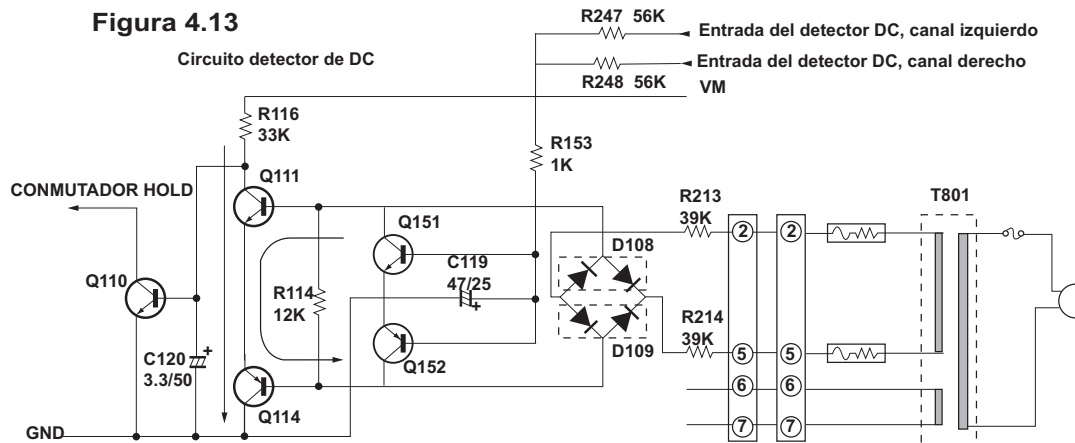 Figura 4.13
Circuito detector de DC
R247 56K
Entrada del detector DC, canal izquierdo
Entrada del detector DC, canal derecho
R248 56K
VM
R116
33K
R153
1K
Q111
CONMUTADOR HOLD
Q151
R213
39K
T801
2
2
D108
C119
47/25
+
Q110
R114
12K
R214
39K
D109
5
5
C120
3.3/50
+
Q152
6
6
Q114
7
7
GND